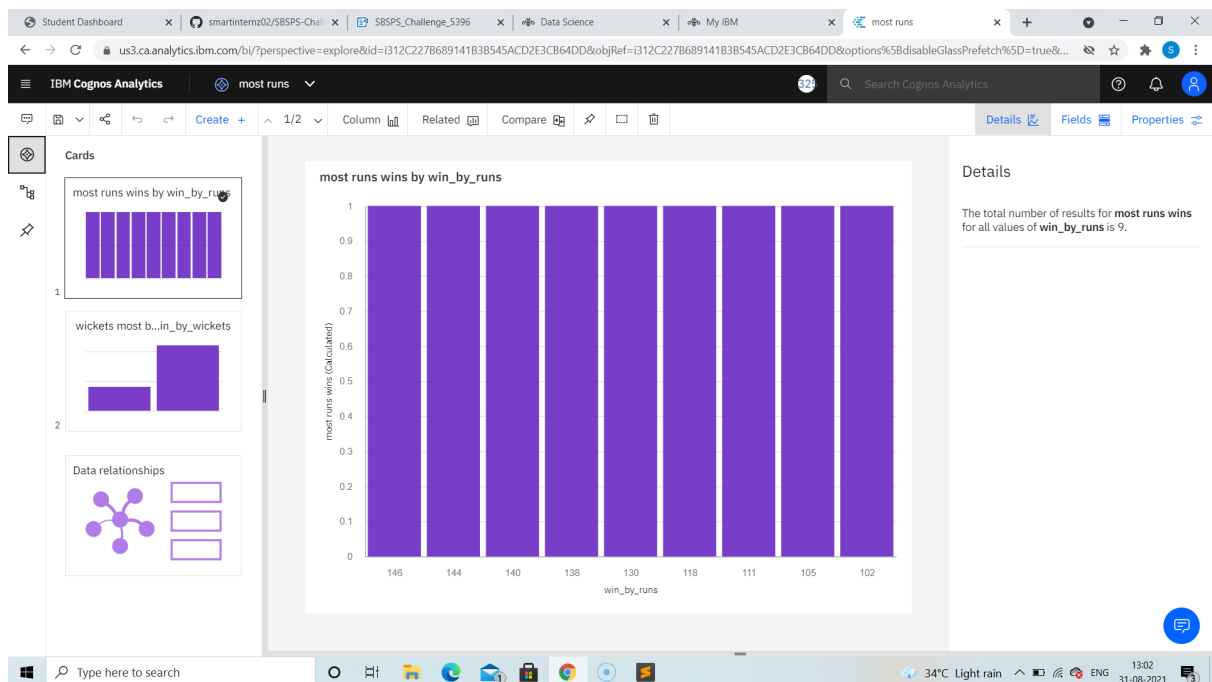 Student Dashboard
smartinternz02/SBSPS-Chall
SBSPS_Challenge_5396
Data Science
My IBM
most runs
us3.ca.analytics.ibm.com/bi/?perspective=explore&id=i312C227B689141B3B545ACD2E3CB64DD&objRef=i312C227B689141B3B545ACD2E3CB64DD&options%5BdisableGlassPrefetch%5D=true&...
S
IBM Cognos Analytics
most runs
Search Cognos Analytics
Create +
1/2
Column
Related
Compare
Details
Fields
Properties
Cards
most runs wins by win_by_runs
1
wickets most b...in_by_wickets
2
Data relationships
most runs wins by win_by_runs
most runs wins (Calculated)
1
0.9
0.8
0.7
0.6
0.5
0.4
0.3
0.2
0.1
0
146 144 140 138 130 118 111 105 102
win_by_runs
Details
The total number of results for most runs wins
for all values of win_by_runs is 9.
Type here to search
1
34°C Light rain
ENG
13:02
31-08-2021
3